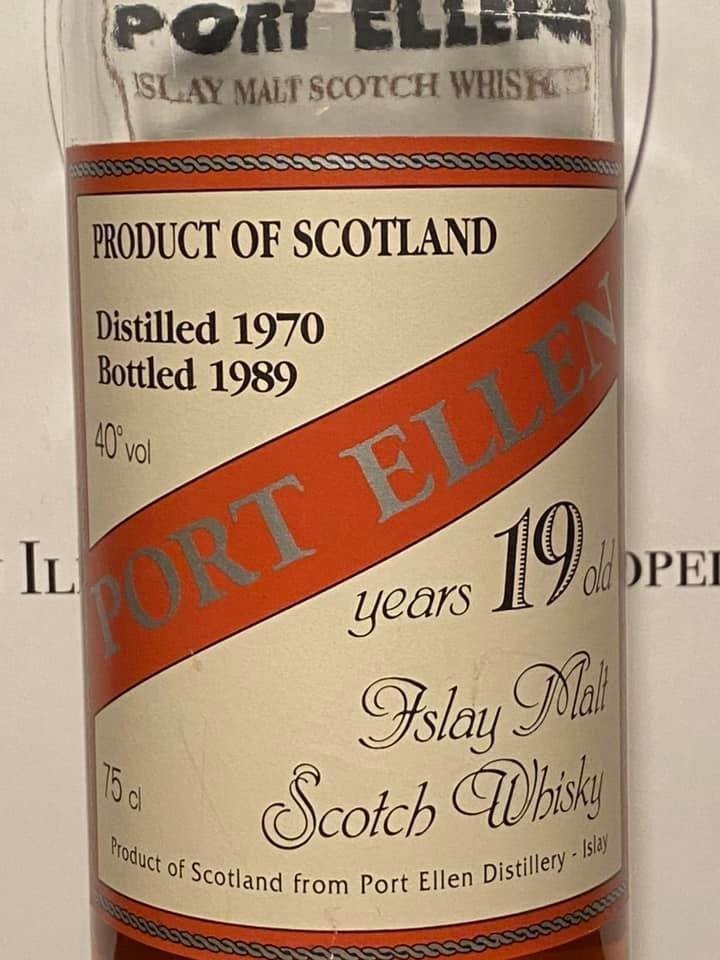 PORT ELLEN
ISLAY MALT SCOTCH WHISKY
PRODUCT OF SCOTLAND
Distilled 1970
Bottled 1989
40° vol
PORT ELLEN
years 19 old
Islay Malt
75 cl
Scotch Whisky
Product of Scotland from Port Ellen Distillery - Islay